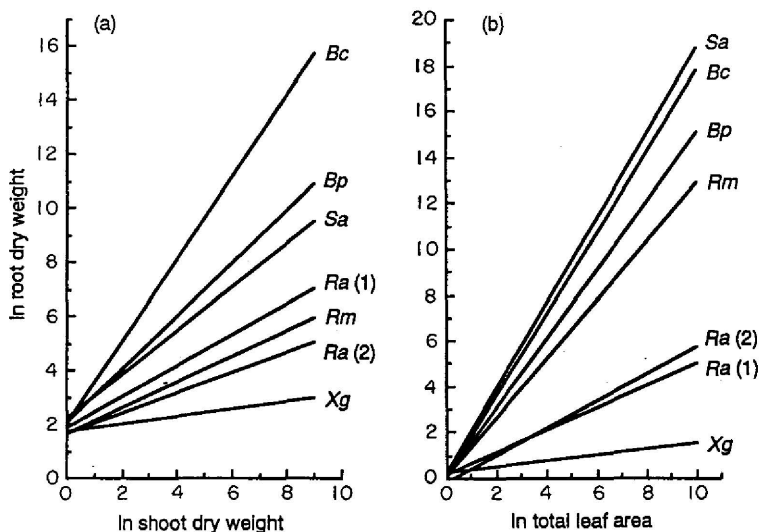 (a)
ln root dry weight
16
14
12
10
8
6
4
2
0
0 2 4 6 8 10
ln shoot dry weight
Bc
Bp
Sa
Ra (1)
Rm
Ra (2)
Xg
(b)
20
18
16
14
12
10
8
6
4
2
0
0 2 4 6 8 10
ln total leaf area
Sa
Bc
Bp
Rm
Ra (2)
Ra (1)
Xg